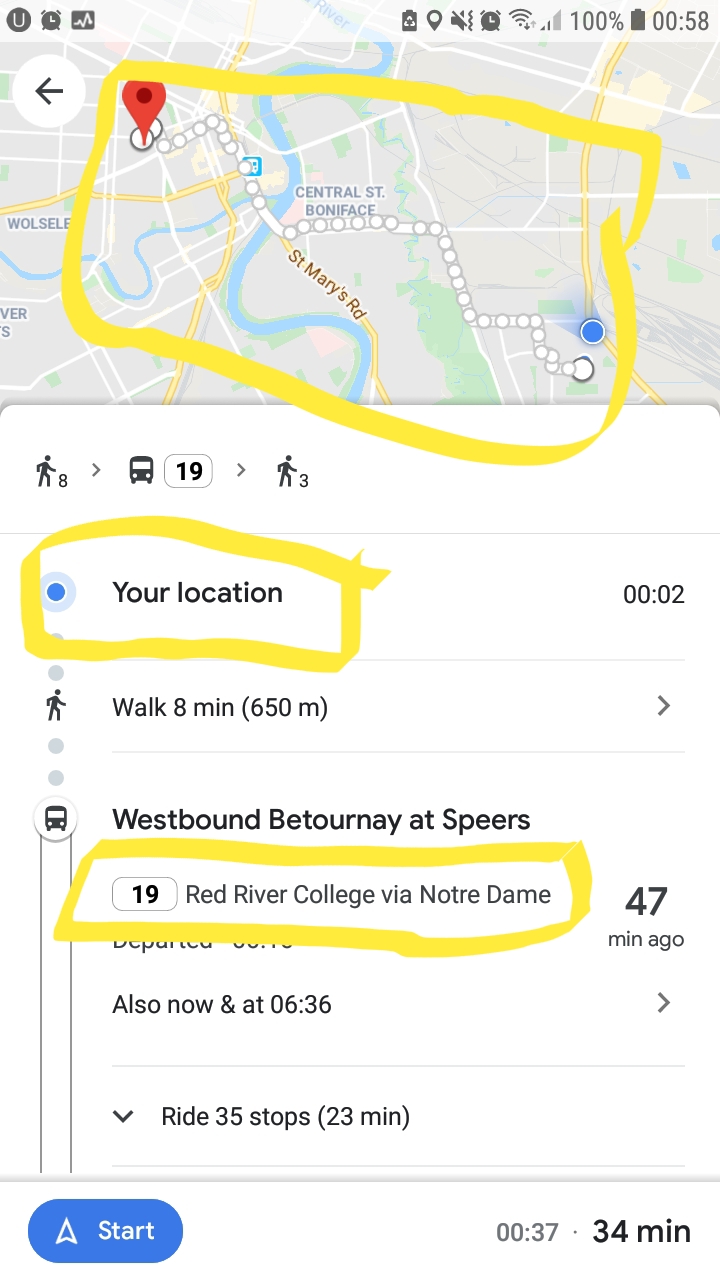 U
100% 00:58
River
WOLSELE
CENTRAL ST.
BONIFACE
St Mary's Rd
VER
S
8 19 3
Your location 00:02
Walk 8 min (650 m)
Westbound Betournay at Speers
19 Red River College via Notre Dame 47
min ago
Departed
Also now & at 06:36
Ride 35 stops (23 min)
Start 00:37 · 34 min